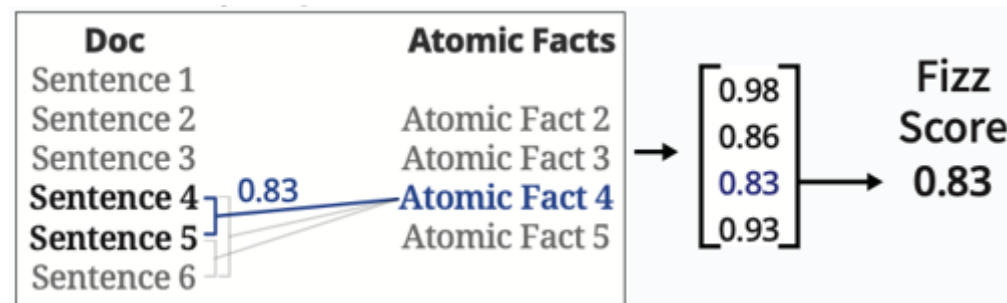 Doc Atomic Facts
Sentence 1
Sentence 2 Atomic Fact 2
Sentence 3 Atomic Fact 3
Sentence 4 0.83 Atomic Fact 4
Sentence 5 Atomic Fact 5
Sentence 6
0.98
0.86
0.83
0.93
Fizz
Score
0.83